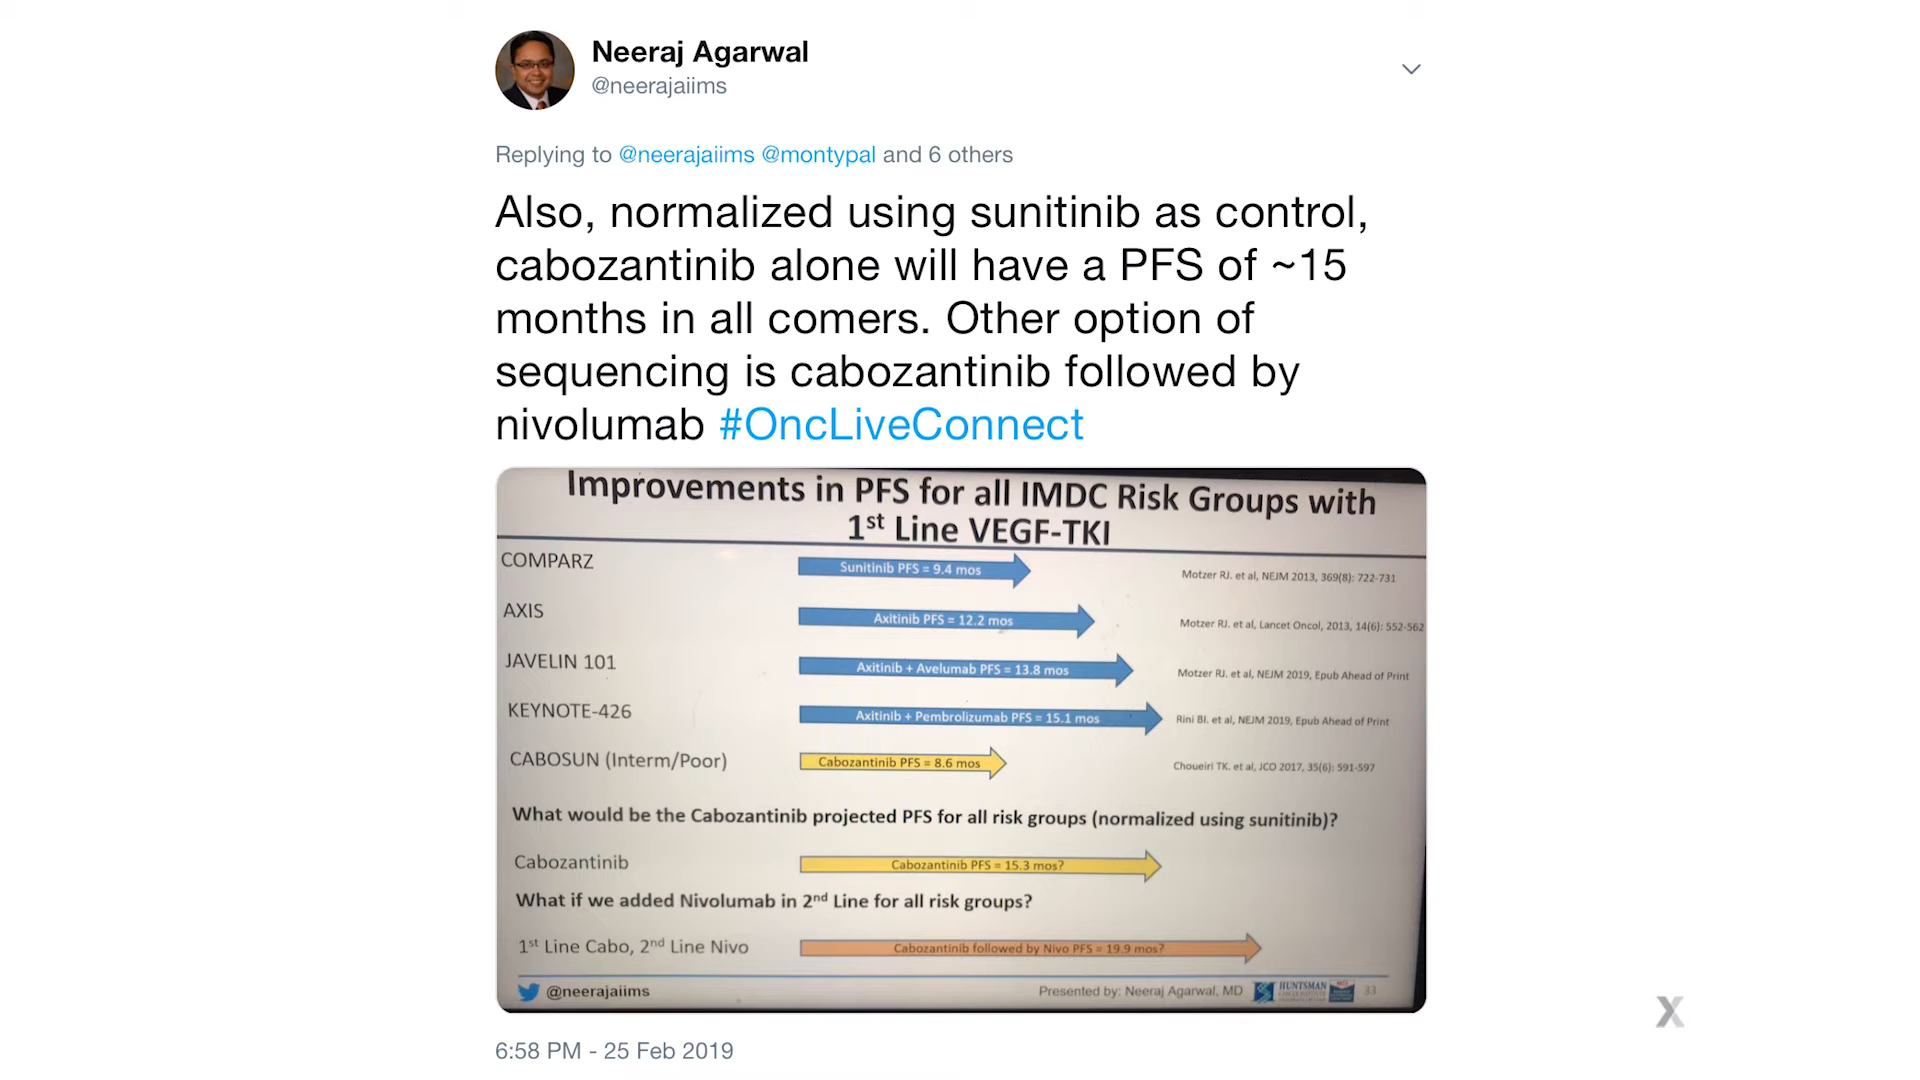 Neeraj Agarwal
@neerajaiims
Replying to @neerajaiims @montypal and 6 others
Also, normalized using sunitinib as control,
cabozantinib alone will have a PFS of ~15
months in all comers. Other option of
sequencing is cabozantinib followed by
nivolumab #OncLiveConnect
Improvements in PFS for all IMDC Risk Groups with
1st Line VEGF-TKI
COMPARZ
Sunitinib PFS = 9.4 mos
Motzer RJ. et al, NEJM 2013, 369(8): 722-731
AXIS
Axitinib PFS = 12.2 mos
Motzer RJ. et al, Lancet Oncol, 2013, 14(6): 552-562
JAVELIN 101
Axitinib + Avelumab PFS = 13.8 mos
Motzer RJ. et al, NEJM 2019, Epub Ahead of Print
KEYNOTE-426
Axitinib + Pembrolizumab PFS = 15.1 mos
Rini BI. et al, NEJM 2019, Epub Ahead of Print
CABOSUN (Interm/Poor)
Cabozantinib PFS = 8.6 mos
Choueiri TK. et al, JCO 2017, 35(6): 591-597
What would be the Cabozantinib projected PFS for all risk groups (normalized using sunitinib)?
Cabozantinib
Cabozantinib PFS = 15.3 mos?
What if we added Nivolumab in 2nd Line for all risk groups?
1st Line Cabo, 2nd Line Nivo
Cabozantinib followed by Nivo PFS = 19.9 mos?
@neerajaiims
Presented by: Neeraj Agarwal, MD
HUNTSMAN
33
6:58 PM - 25 Feb 2019
X